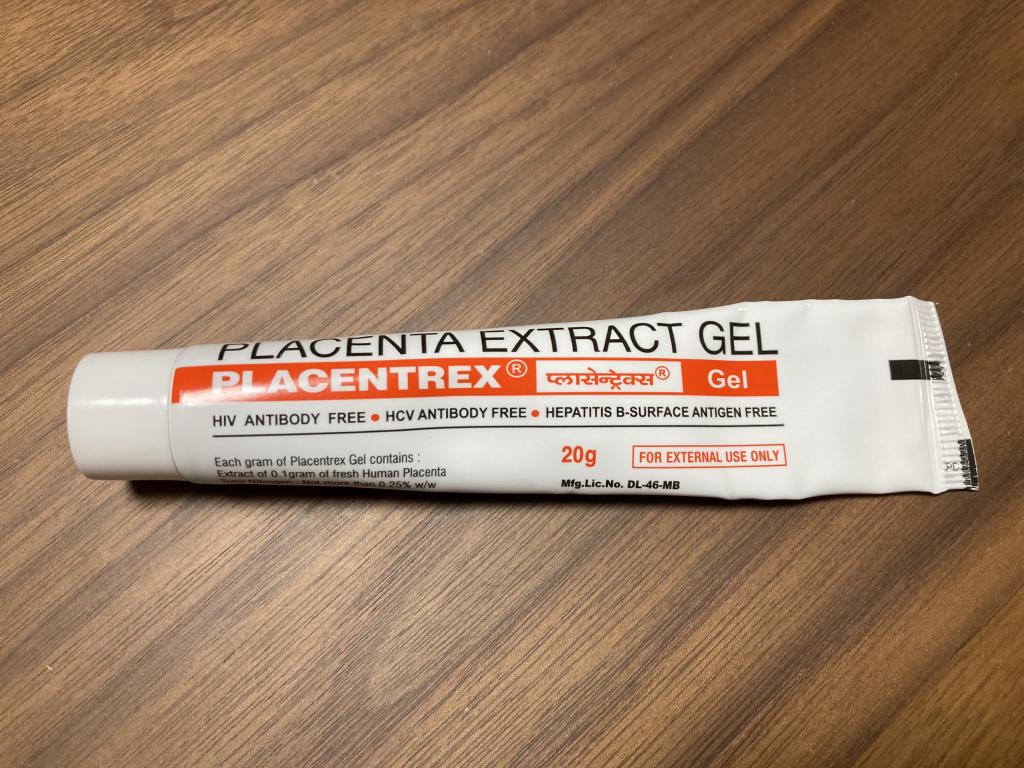 PLACENTA EXTRACT GEL
PLACENTREX® प्लासेन्ट्रेक्स® Gel
HIV ANTIBODY FREE • HCV ANTIBODY FREE • HEPATITIS B-SURFACE ANTIGEN FREE
Each gram of Placentrex Gel contains :
Extract of 0.1gram of fresh Human Placenta
Total Nitrogen - Not more than 0.25% w/w
20g
FOR EXTERNAL USE ONLY
Mfg.Lic.No. DL-46-MB